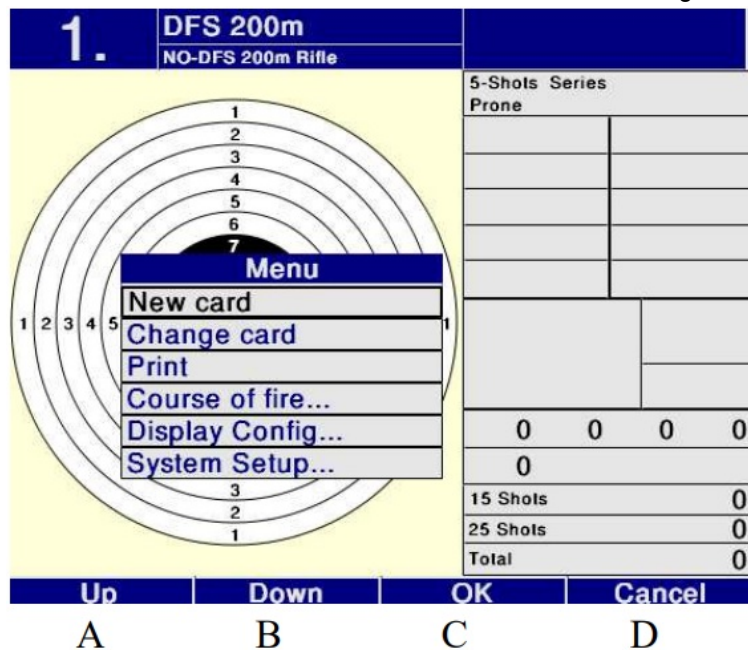 1.
DFS 200m
NO-DFS 200m Rifle
5-Shots Series
Prone
1
2
3
4
5
6
7
Menu
New card
Change card
Print
Course of fire...
Display Config...
System Setup...
1 2 3 4 5
1
3
2
1
0 0 0 0
0
15 Shots 0
25 Shots 0
Total 0
Up Down OK Cancel
A B C D